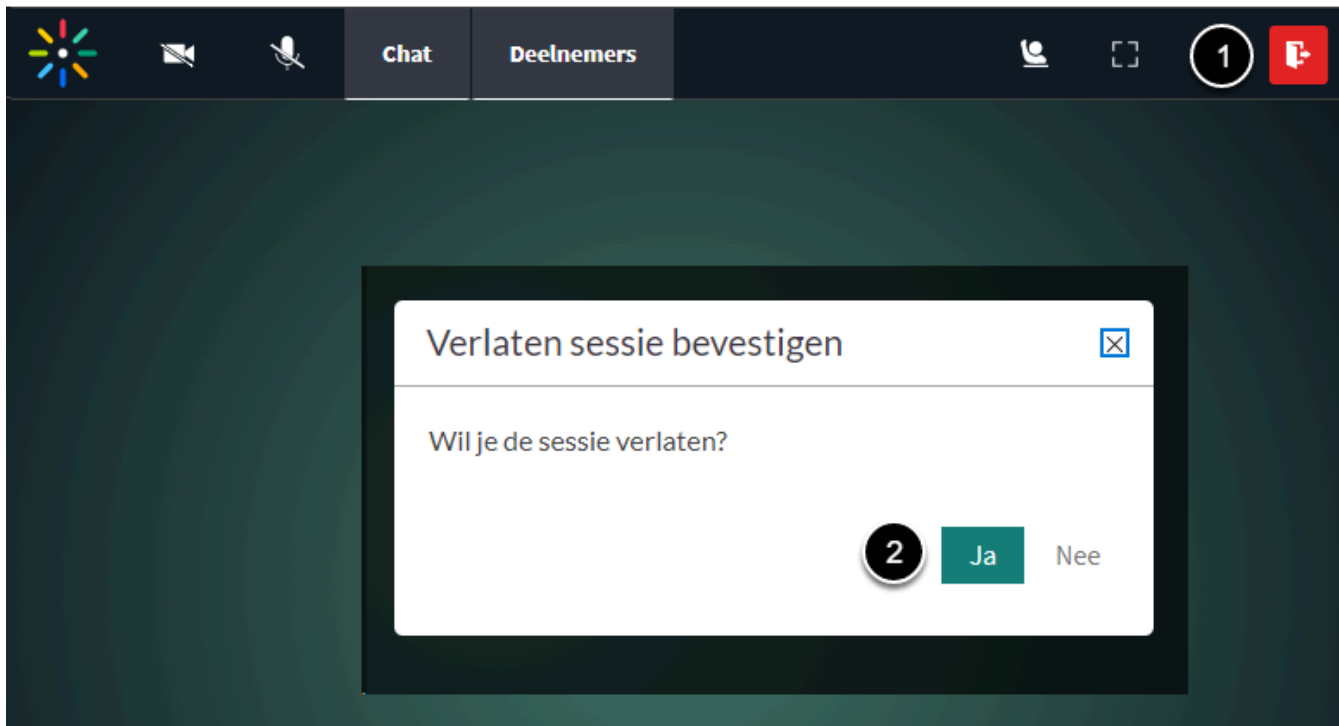 Chat
Deelnemers
1
Verlaten sessie bevestigen
Wil je de sessie verlaten?
2
Ja
Nee